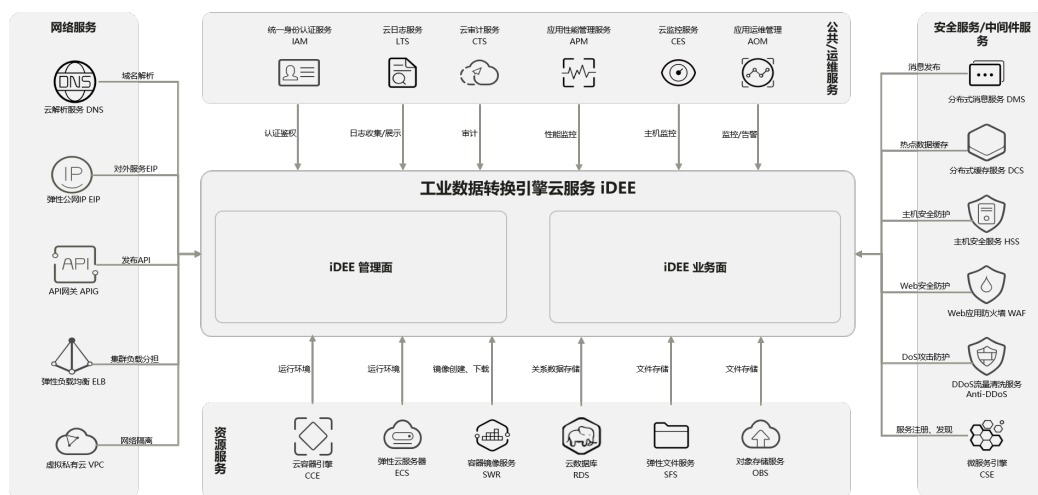 网络服务
DNS
云解析服务 DNS
域名解析
IP
弹性公网IP EIP
对外服务EIP
API
API网关 APIG
发布API
弹性负载均衡 ELB
集群负载分担
虚拟私有云 VPC
网络隔离
统一身份认证服务
IAM
云日志服务
LTS
云审计服务
CTS
应用性能管理服务
APM
云监控服务
CES
应用运维管理
AOM
公共/运维服务
认证鉴权
日志收集/展示
审计
性能监控
主机监控
监控/告警
工业数据转换引擎云服务 iDEE
iDEE 管理面
iDEE 业务面
运行环境
运行环境
镜像创建、下载
关系数据存储
文件存储
文件存储
资源服务
云容器引擎
CCE
弹性云服务器
ECS
容器镜像服务
SWR
云数据库
RDS
弹性文件服务
SFS
对象存储服务
OBS
安全服务/中间件服
务
消息发布
分布式消息服务 DMS
热点数据缓存
分布式缓存服务 DCS
主机安全防护
主机安全服务 HSS
Web安全防护
Web应用防火墙 WAF
DoS攻击防护
DDoS流量清洗服务
Anti-DDoS
服务注册、发现
微服务引擎
CSE